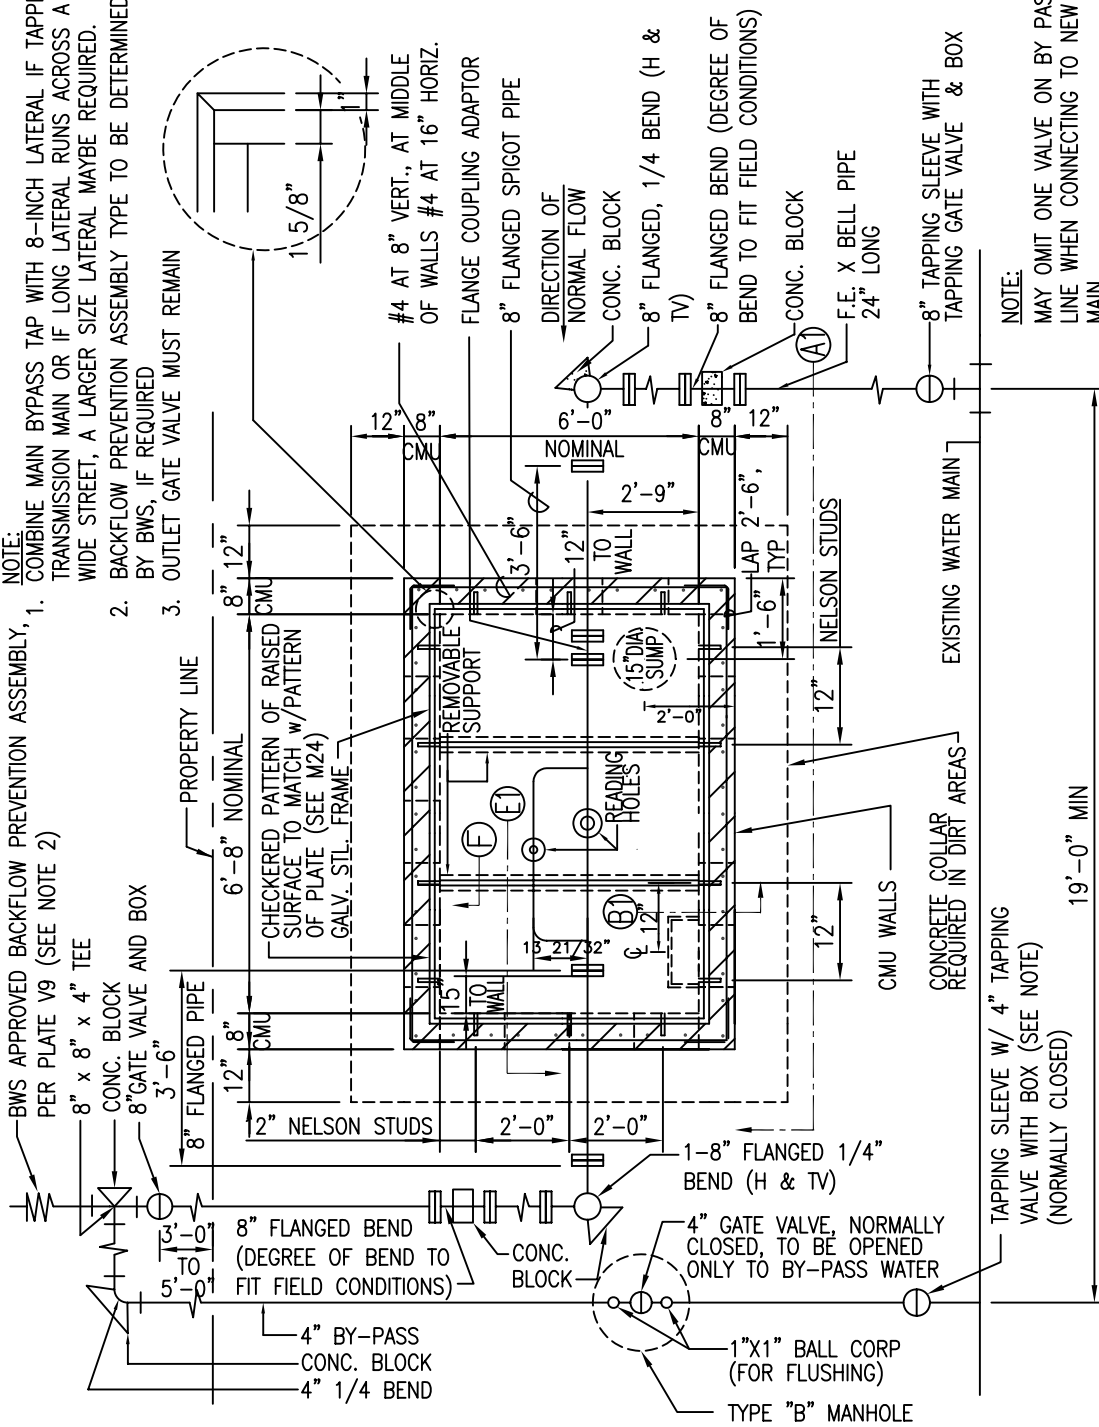 NOTE:
1. COMBINE MAIN BYPASS TAP WITH 8-INCH LATERAL IF TAPPI
TRANSMISSION MAIN OR IF LONG LATERAL RUNS ACROSS A
WIDE STREET, A LARGER SIZE LATERAL MAYBE REQUIRED.
2. BACKFLOW PREVENTION ASSEMBLY TYPE TO BE DETERMINED
BY BWS, IF REQUIRED
3. OUTLET GATE VALVE MUST REMAIN
BWS APPROVED BACKFLOW PREVENTION ASSEMBLY,
PER PLATE V9 (SEE NOTE 2)
8" x 8" x 4" TEE
CONC. BLOCK
8"GATE VALVE AND BOX
3'-6"
8" FLANGED PIPE
PROPERTY LINE
12"
8"
CMU
6'-8" NOMINAL
8"
CMU
12"
CHECKERED PATTERN OF RAISED
SURFACE TO MATCH w/PATTERN
OF PLATE (SEE M24)
GALV. STL. FRAME
1 5/8"
1"
#4 AT 8" VERT., AT MIDDLE
OF WALLS #4 AT 16" HORIZ.
FLANGE COUPLING ADAPTOR
8" FLANGED SPIGOT PIPE
DIRECTION OF
NORMAL FLOW
CONC. BLOCK
8" FLANGED, 1/4 BEND (H &
TV)
8" FLANGED BEND (DEGREE OF
BEND TO FIT FIELD CONDITIONS)
CONC. BLOCK
F.E. X BELL PIPE
24" LONG
A1
8" TAPPING SLEEVE WITH
TAPPING GATE VALVE & BOX
NOTE:
MAY OMIT ONE VALVE ON BY PAS
LINE WHEN CONNECTING TO NEW
MAIN
12"
8"
CMU
6'-0"
NOMINAL
8"
CMU
12"
2'-9"
3'-6"
12"
TO
WALL
LAP 2'-6",
TYP
1'-6"
REMOVABLE
SUPPORT
15"DIA
SUMP
2'-0"
READING
HOLES
E1
F
B1
12"
13 21/32"
15"
TO
WALL
12"
NELSON STUDS
12"
EXISTING WATER MAIN
CMU WALLS
CONCRETE COLLAR
REQUIRED IN DIRT AREAS
19'-0" MIN
2" NELSON STUDS
2'-0"
2'-0"
3'-0"
TO
5'-0"
8" FLANGED BEND
(DEGREE OF BEND TO
FIT FIELD CONDITIONS)
CONC.
BLOCK
1-8" FLANGED 1/4"
BEND (H & TV)
4" GATE VALVE, NORMALLY
CLOSED, TO BE OPENED
ONLY TO BY-PASS WATER
TAPPING SLEEVE W/ 4" TAPPING
VALVE WITH BOX (SEE NOTE)
(NORMALLY CLOSED)
4" BY-PASS
CONC. BLOCK
4" 1/4 BEND
1"X1" BALL CORP
(FOR FLUSHING)
TYPE "B" MANHOLE